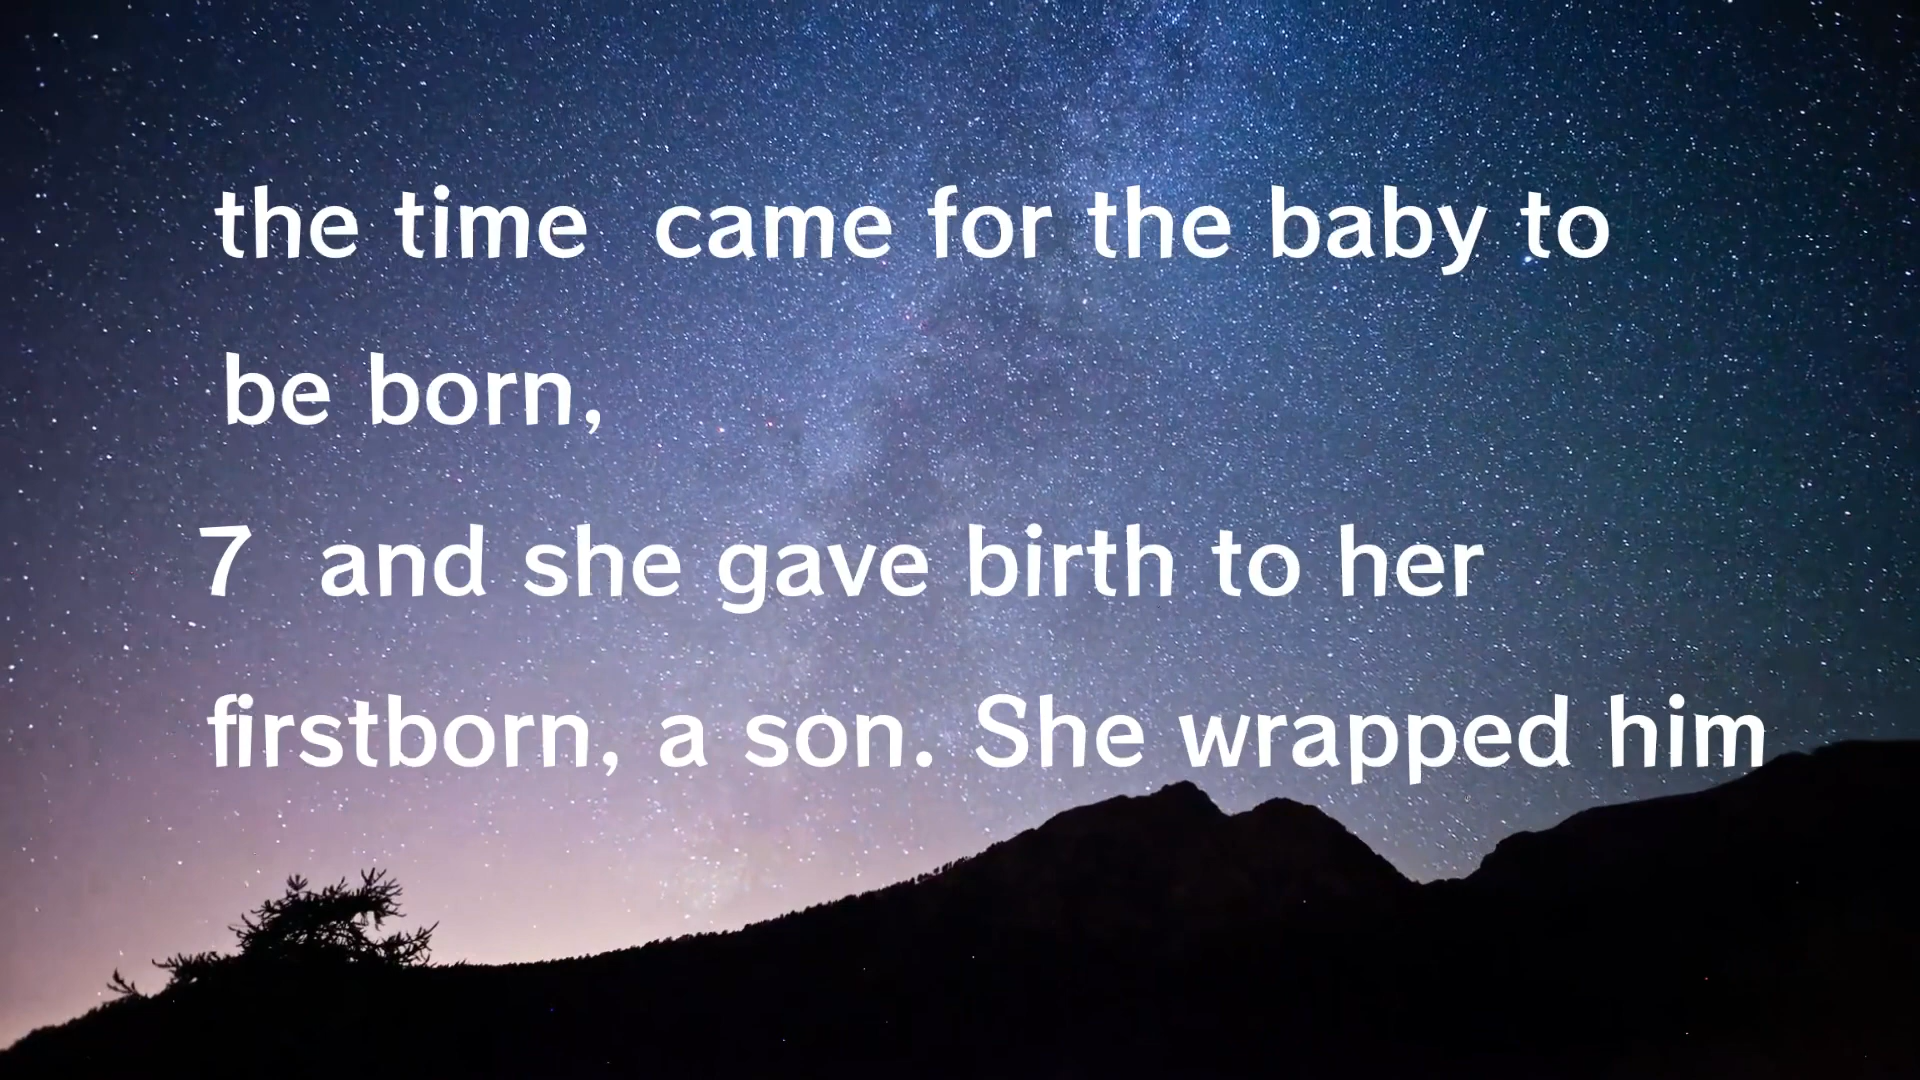 the time  came for the baby to
be born,
7  and she gave birth to her
firstborn, a son. She wrapped him